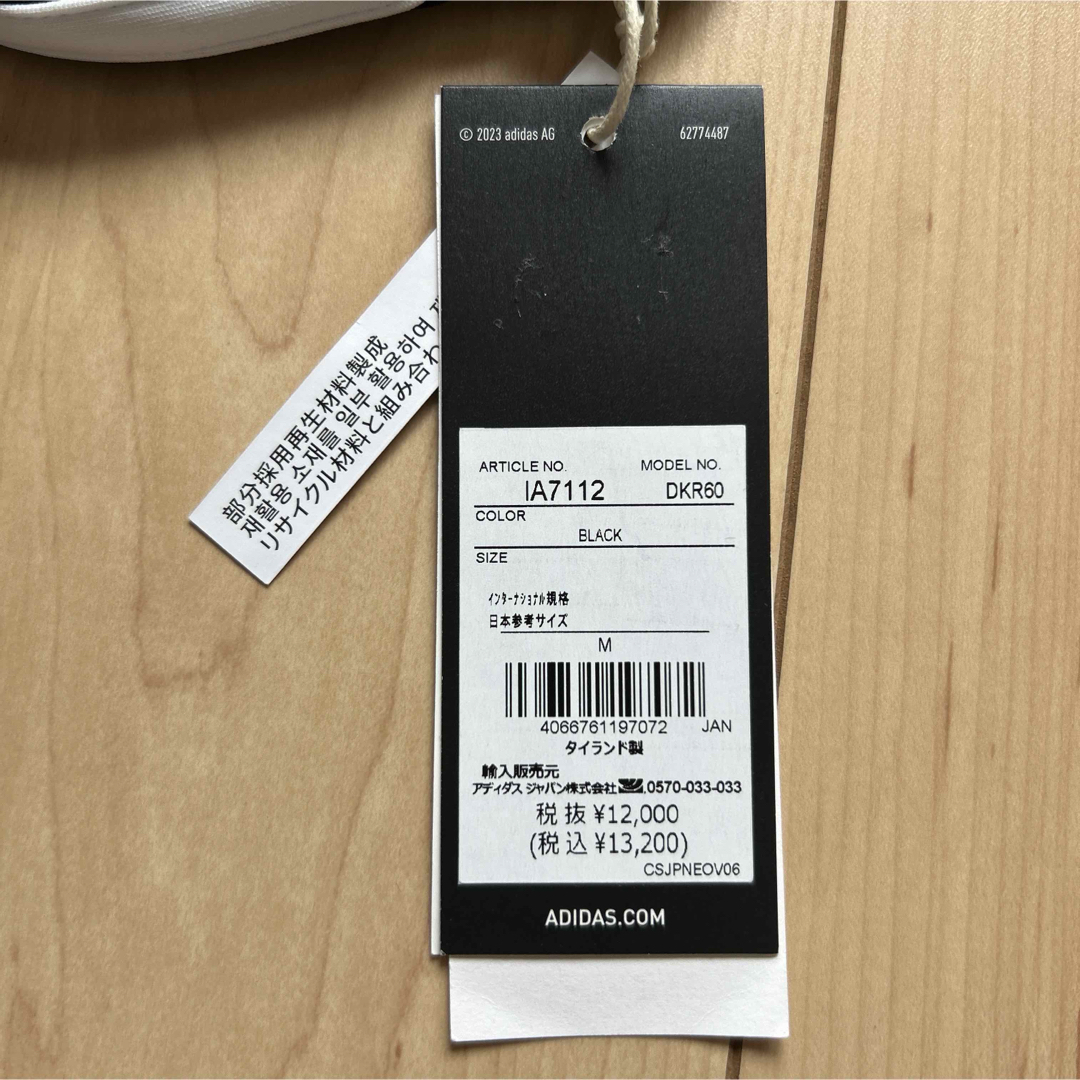 © 2023 adidas AG 62774487
部分採用再生材料製成
재활용 소재를 일부 활용하여
リサイクル材料と組み合わ
ARTICLE NO. MODEL NO.
IA7112 DKR60
COLOR
BLACK
SIZE
インターナショナル規格
日本参考サイズ
M
4066761197072 JAN
タイランド製
輸入販売元
アディダス ジャパン株式会社 0570-033-033
税抜 ¥12,000
(税込 ¥13,200)
CSJPNEOV06
ADIDAS.COM